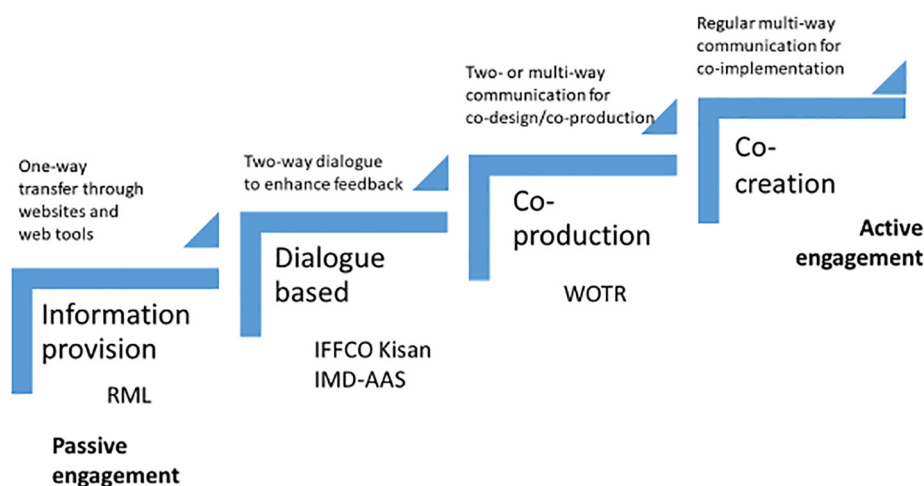 One-way
transfer through
websites and
web tools
Information
provision
RML
Passive
engagement
Two-way dialogue
to enhance feedback
Dialogue
based
IFFCO Kisan
IMD-AAS
Two- or multi-way
communication for
co-design/co-production
Co-
production
WOTR
Regular multi-way
communication for
co-implementation
Co-
creation
Active
engagement